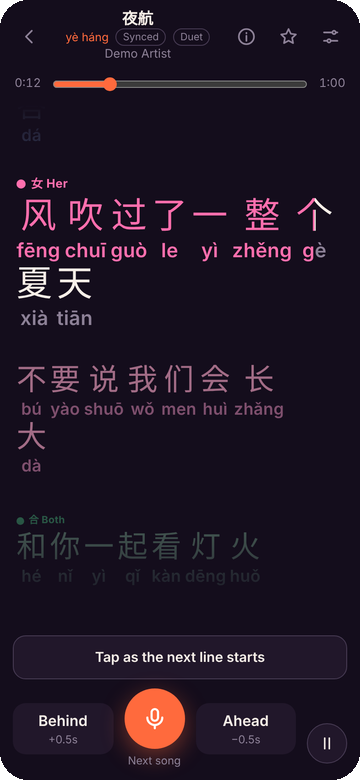 夜航
yè háng
Synced
Duet
Demo Artist
0:12
1:00
dá
女 Her
风吹过了一整个
fēng chuī guò le yì zhěng gè
夏天
xià tiān
不要说我们会长
bú yào shuō wǒ men huì zhǎng
大
dà
合 Both
和你一起看灯火
hé nǐ yì qǐ kàn dēng huǒ
Tap as the next line starts
Behind
+0.5s
Next song
Ahead
−0.5s